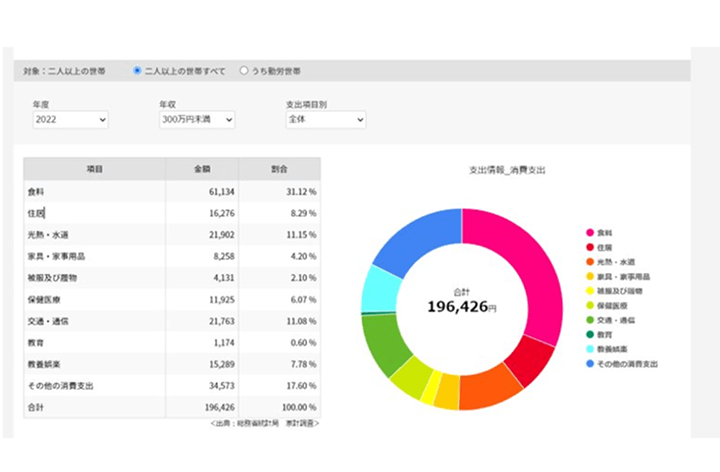 対象：二人以上の世帯 二人以上の世帯すべて うち勤労世帯
年度 年収 支出項目別
2022 300万円未満 全体
項目 金額 割合
食料 61,134 31.12 %
住居 16,276 8.29 %
光熱・水道 21,902 11.15 %
家具・家事用品 8,258 4.20 %
被服及び履物 4,131 2.10 %
保健医療 11,925 6.07 %
交通・通信 21,763 11.08 %
教育 1,174 0.60 %
教養娯楽 15,289 7.78 %
その他の消費支出 34,573 17.60 %
合計 196,426 100.00 %
＜出典：総務省統計局 家計調査＞
支出情報_消費支出
合計
196,426円
食料
住居
光熱・水道
家具・家事用品
被服及び履物
保健医療
交通・通信
教育
教養娯楽
その他の消費支出